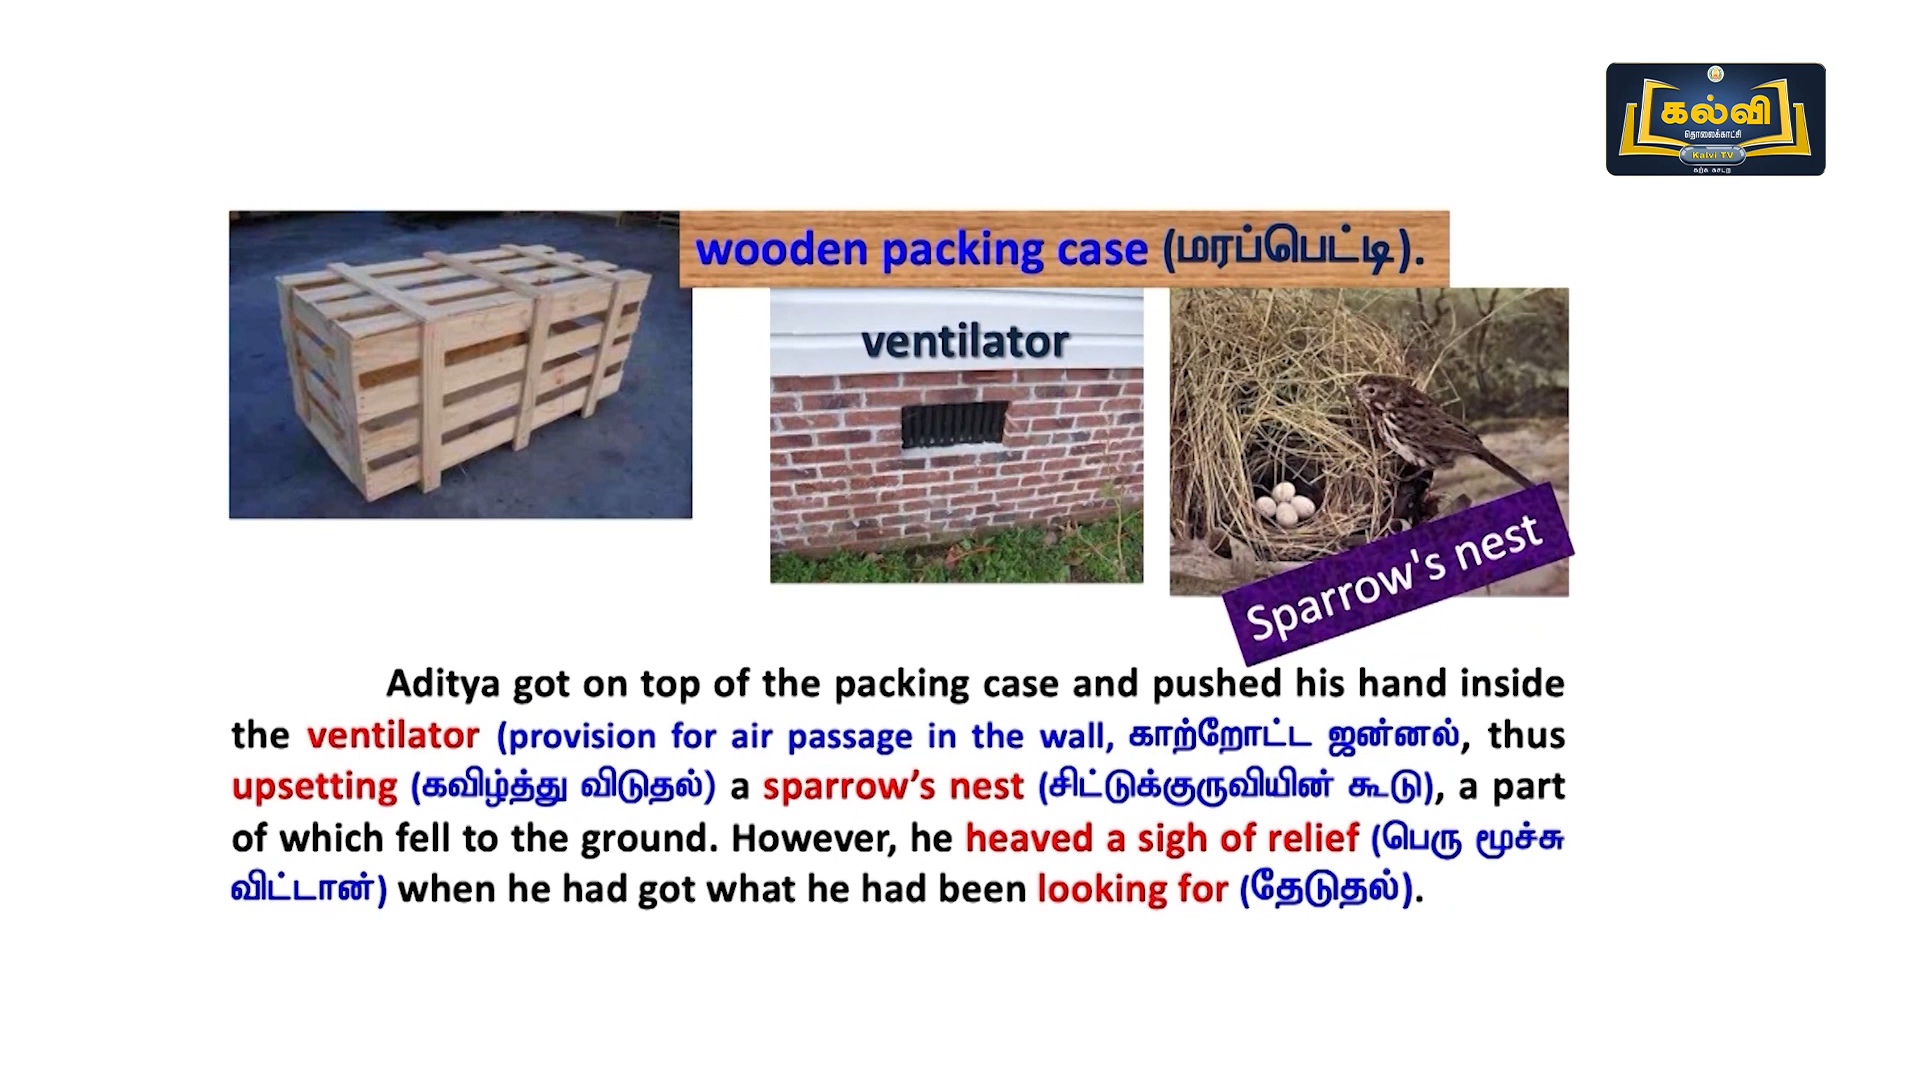 கல்வி
தொலைக்காட்சி
Kalvi TV
கற்க கசடற
wooden packing case (மரப்பெட்டி).
ventilator
Sparrow's nest
Aditya got on top of the packing case and pushed his hand inside
the ventilator (provision for air passage in the wall, காற்றோட்ட ஜன்னல், thus
upsetting (கவிழ்த்து விடுதல்) a sparrow’s nest (சிட்டுக்குருவியின் கூடு), a part
of which fell to the ground. However, he heaved a sigh of relief (பெரு மூச்சு
விட்டான்) when he had got what he had been looking for (தேடுதல்).